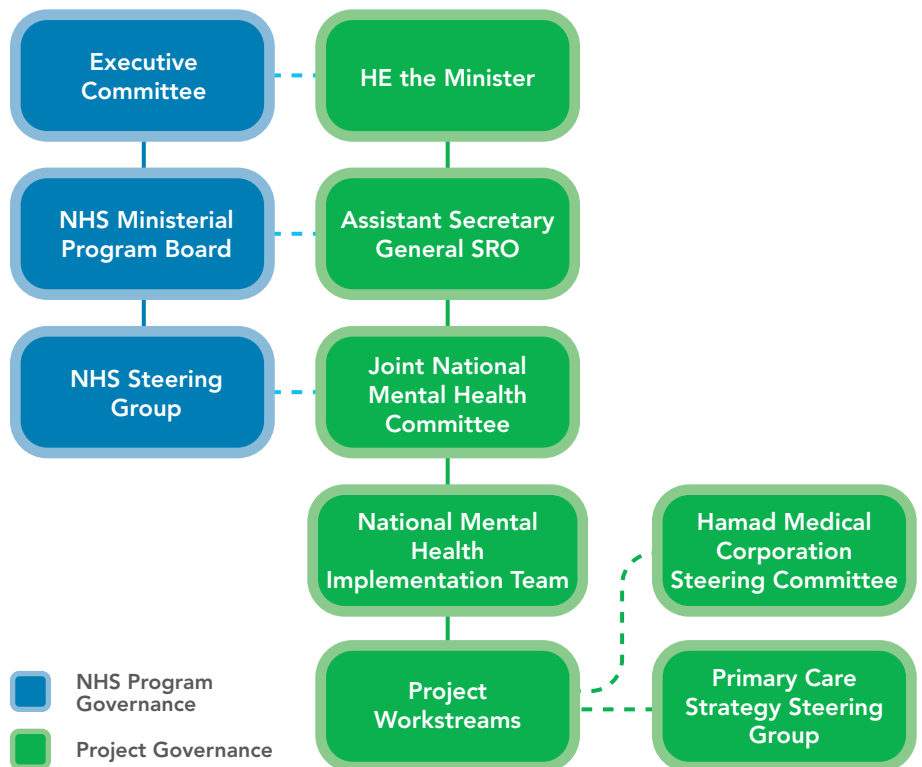 Executive
Committee
HE the Minister
NHS Ministerial
Program Board
Assistant Secretary
General SRO
NHS Steering
Group
Joint National
Mental Health
Committee
National Mental
Health
Implementation Team
Hamad Medical
Corporation
Steering Committee
Project
Workstreams
Primary Care
Strategy Steering
Group
NHS Program
Governance
Project Governance